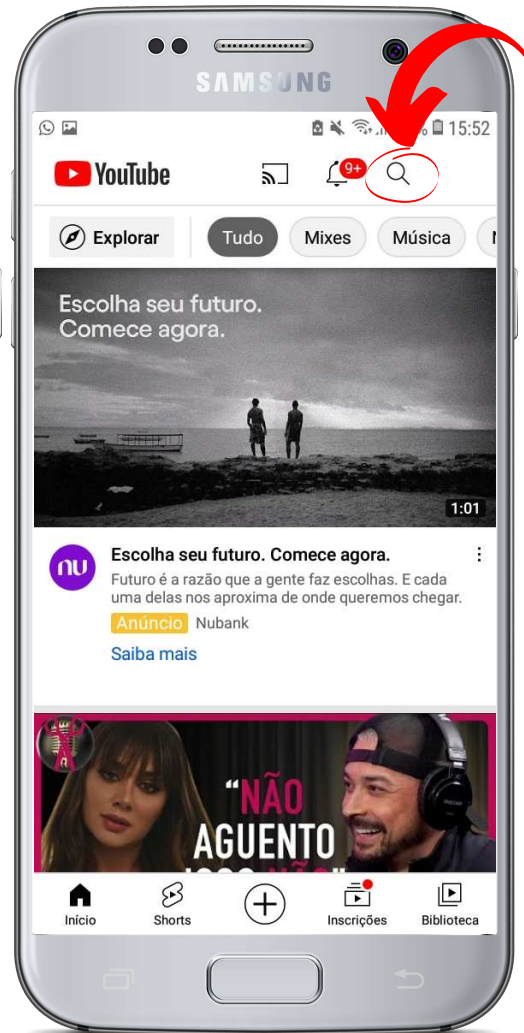 SAMSUNG
15:52
YouTube
9+
Explorar
Tudo
Mixes
Música
Escolha seu futuro.
Comece agora.
1:01
nu
Escolha seu futuro. Comece agora.
Futuro é a razão que a gente faz escolhas. E cada
uma delas nos aproxima de onde queremos chegar.
Anúncio Nubank
Saiba mais
"NÃO
AGUENTO
Início
Shorts
Inscrições
Biblioteca